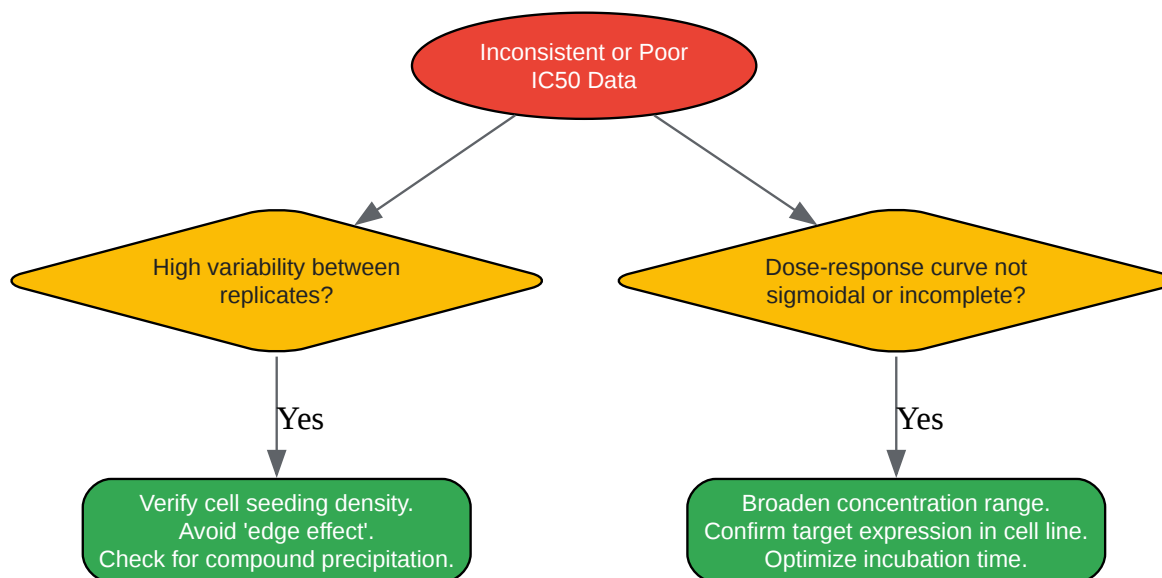 Inconsistent or Poor
IC50 Data
High variability between
replicates?
Dose-response curve not
sigmoidal or incomplete?
Yes
Yes
Verify cell seeding density.
Avoid 'edge effect'.
Check for compound precipitation.
Broaden concentration range.
Confirm target expression in cell line.
Optimize incubation time.